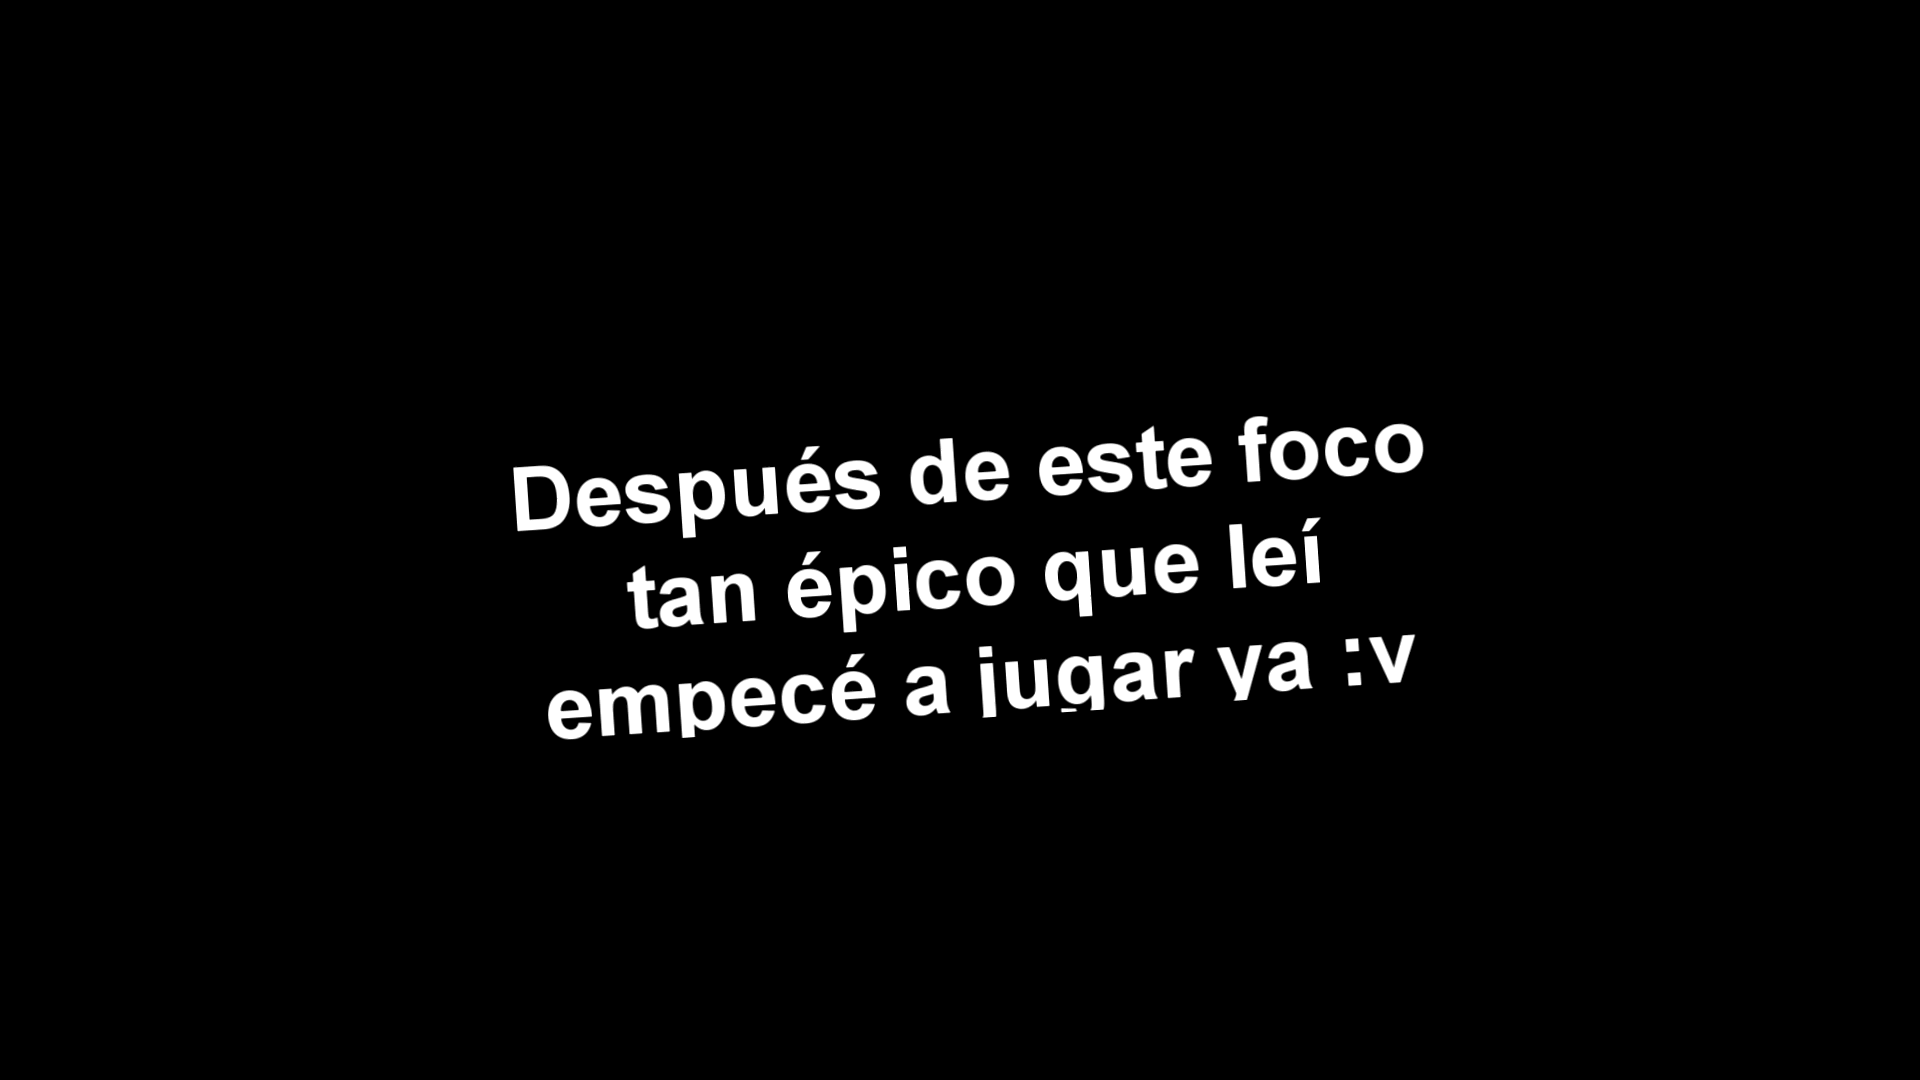 Después de este foco
tan épico que leí
empecé a jugar ya :v